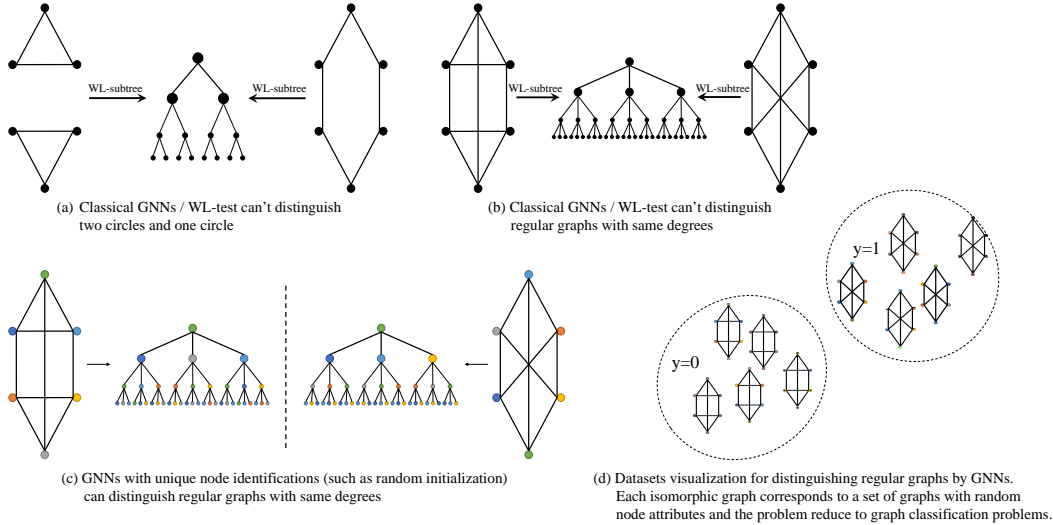 WL-subtree
WL-subtree
WL-subtree
WL-subtree
(a) Classical GNNs / WL-test can't distinguish
two circles and one circle
(b) Classical GNNs / WL-test can't distinguish
regular graphs with same degrees
y=1
y=0
(c) GNNs with unique node identifications (such as random initialization)
can distinguish regular graphs with same degrees
(d) Datasets visualization for distinguishing regular graphs by GNNs.
Each isomorphic graph corresponds to a set of graphs with random
node attributes and the problem reduce to graph classification problems.